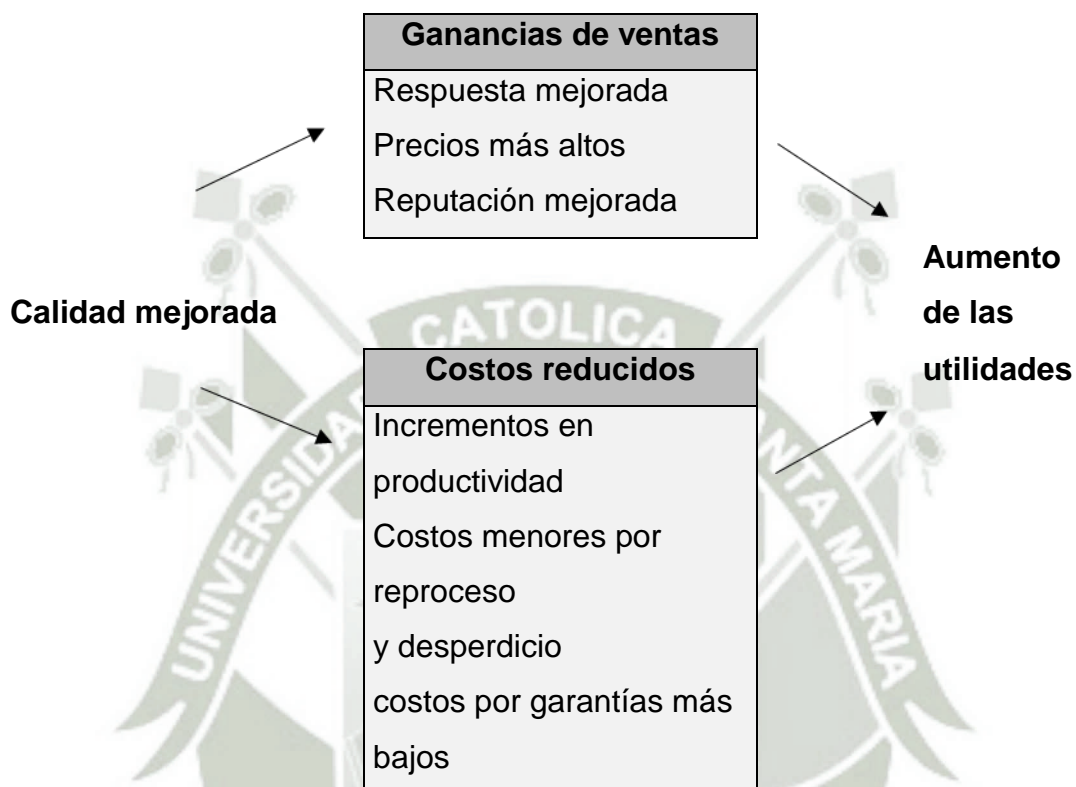 Ganancias de ventas
Respuesta mejorada
Precios más altos
Reputación mejorada
Calidad mejorada
Aumento
de las
utilidades
Costos reducidos
Incrementos en
productividad
Costos menores por
reproceso
y desperdicio
costos por garantías más
bajos
CATOLICA